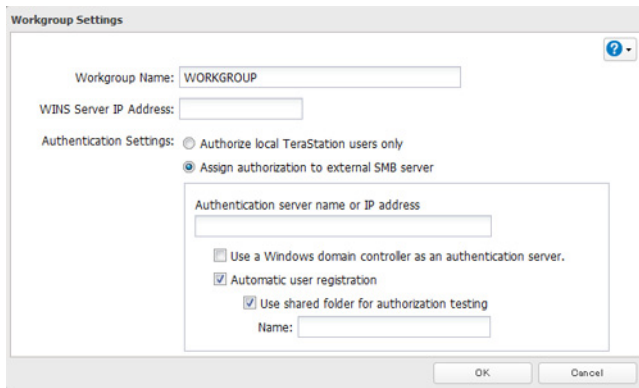 Workgroup Settings
?
Workgroup Name: WORKGROUP
WINS Server IP Address:
Authentication Settings: Authorize local TeraStation users only
Assign authorization to external SMB server
Authentication server name or IP address
Use a Windows domain controller as an authentication server.
Automatic user registration
Use shared folder for authorization testing
Name:
OK Cancel